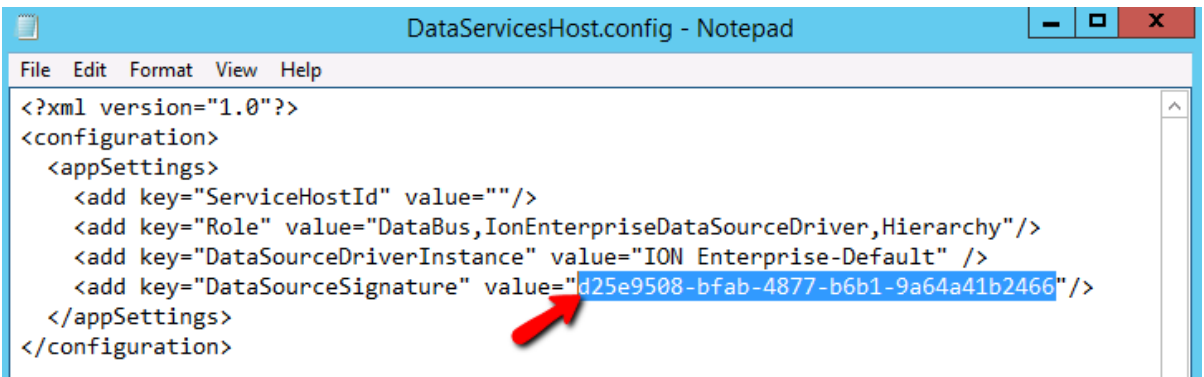 DataServicesHost.config - Notepad
File Edit Format View Help
<?xml version="1.0"?>
<configuration>
  <appSettings>
    <add key="ServiceHostId" value=""/>
    <add key="Role" value="DataBus,IonEnterpriseDataSourceDriver,Hierarchy"/>
    <add key="DataSourceDriverInstance" value="ION Enterprise-Default" />
    <add key="DataSourceSignature" value="d25e9508-bfab-4877-b6b1-9a64a41b2466"/>
  </appSettings>
</configuration>